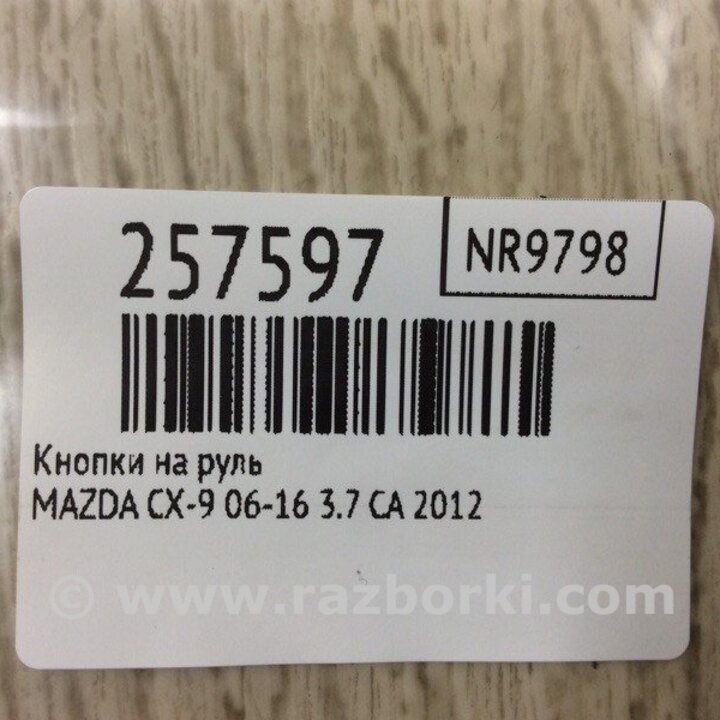 257597
NR9798
Кнопки на руль
MAZDA CX-9 06-16 3.7 CA 2012
© www.razborki.com